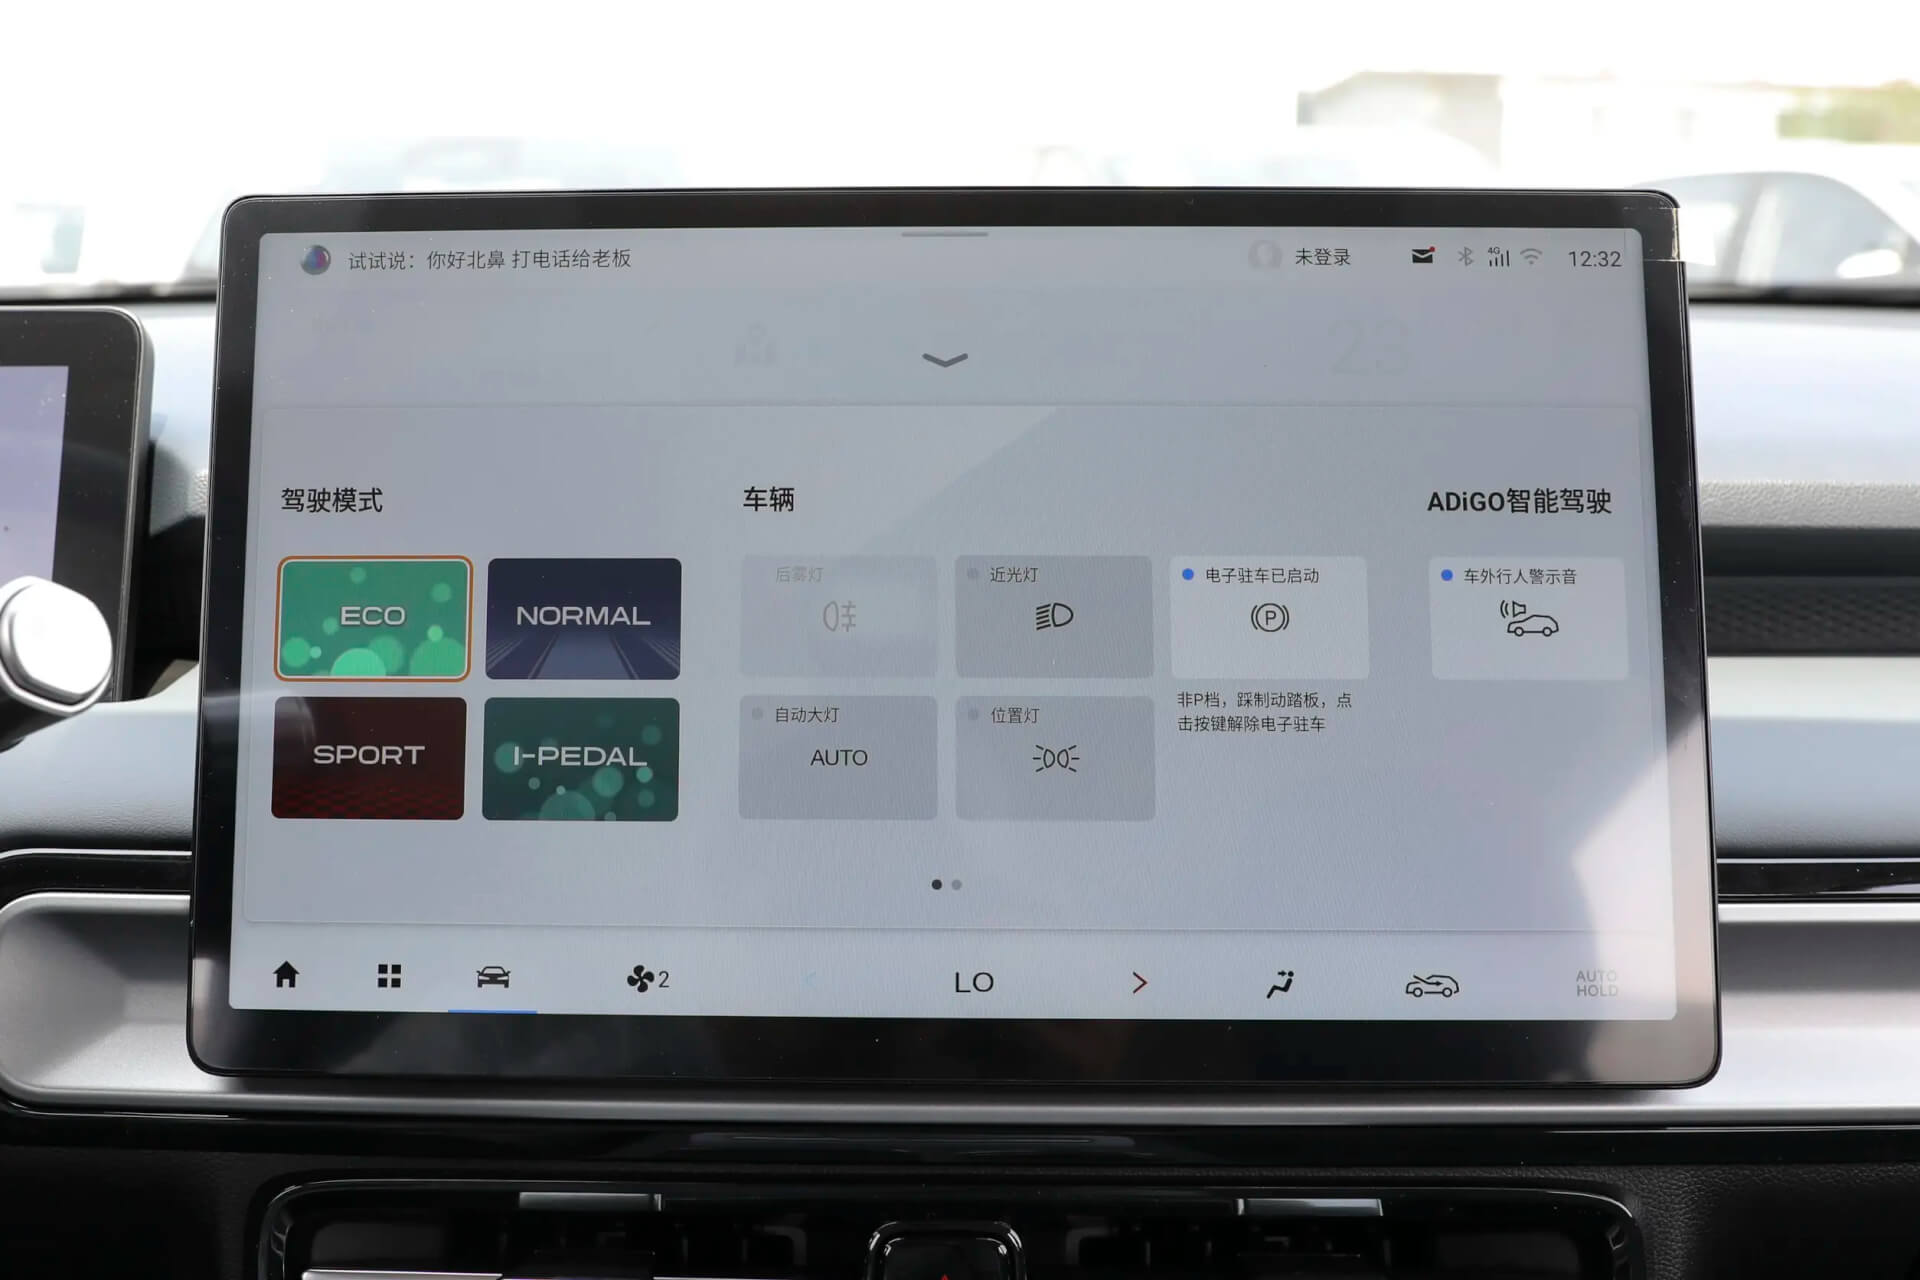 试试说：你好北鼻 打电话给老板
未登录
4G
12:32
23
驾驶模式
车辆
ADiGO智能驾驶
ECO
NORMAL
后雾灯
近光灯
电子驻车已启动
P
车外行人警示音
SPORT
I-PEDAL
自动大灯
AUTO
位置灯
非P档，踩制动踏板，点
击按键解除电子驻车
2
LO
AUTO
HOLD